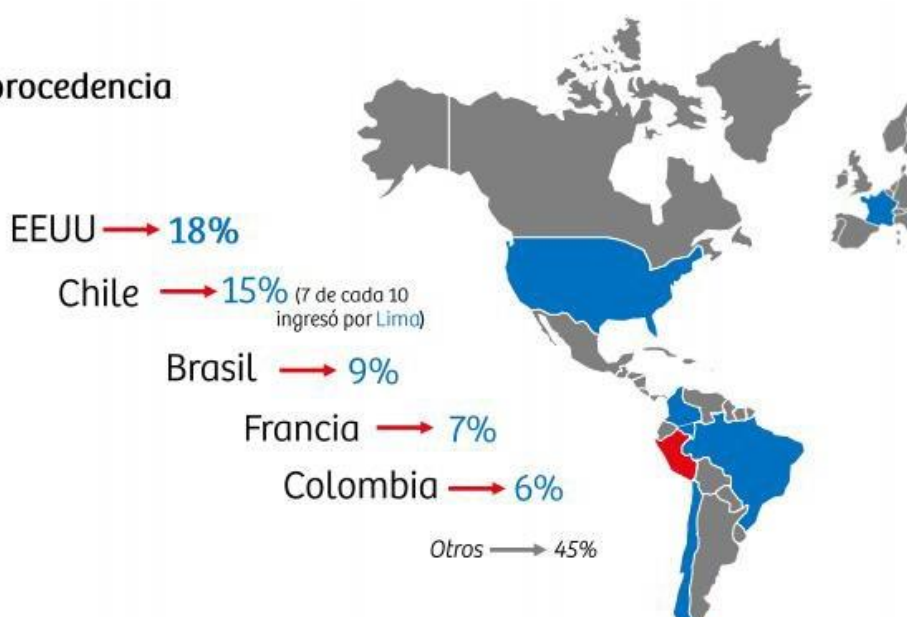 procedencia
EEUU 18%
Chile 15% (7 de cada 10
ingresó por Lima)
Brasil 9%
Francia 7%
Colombia 6%
Otros 45%